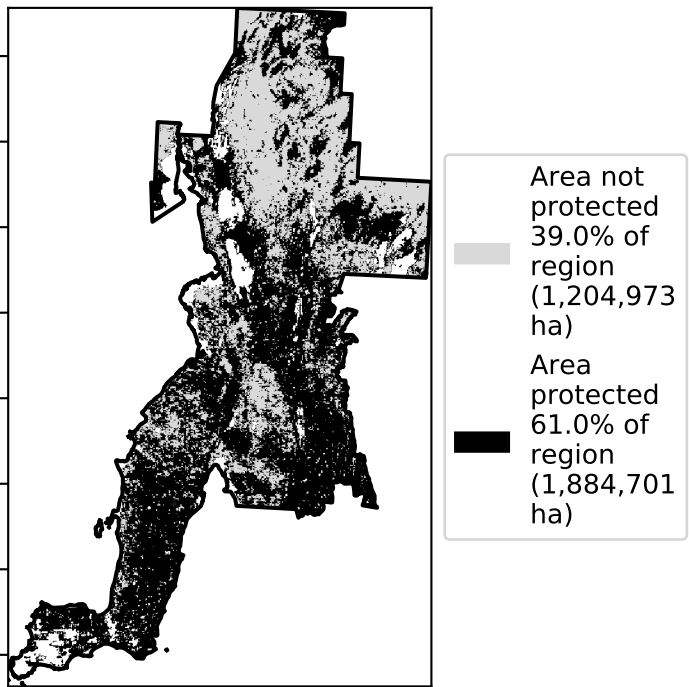 Area not
protected
39.0% of
region
(1,204,973
ha)
Area
protected
61.0% of
region
(1,884,701
ha)